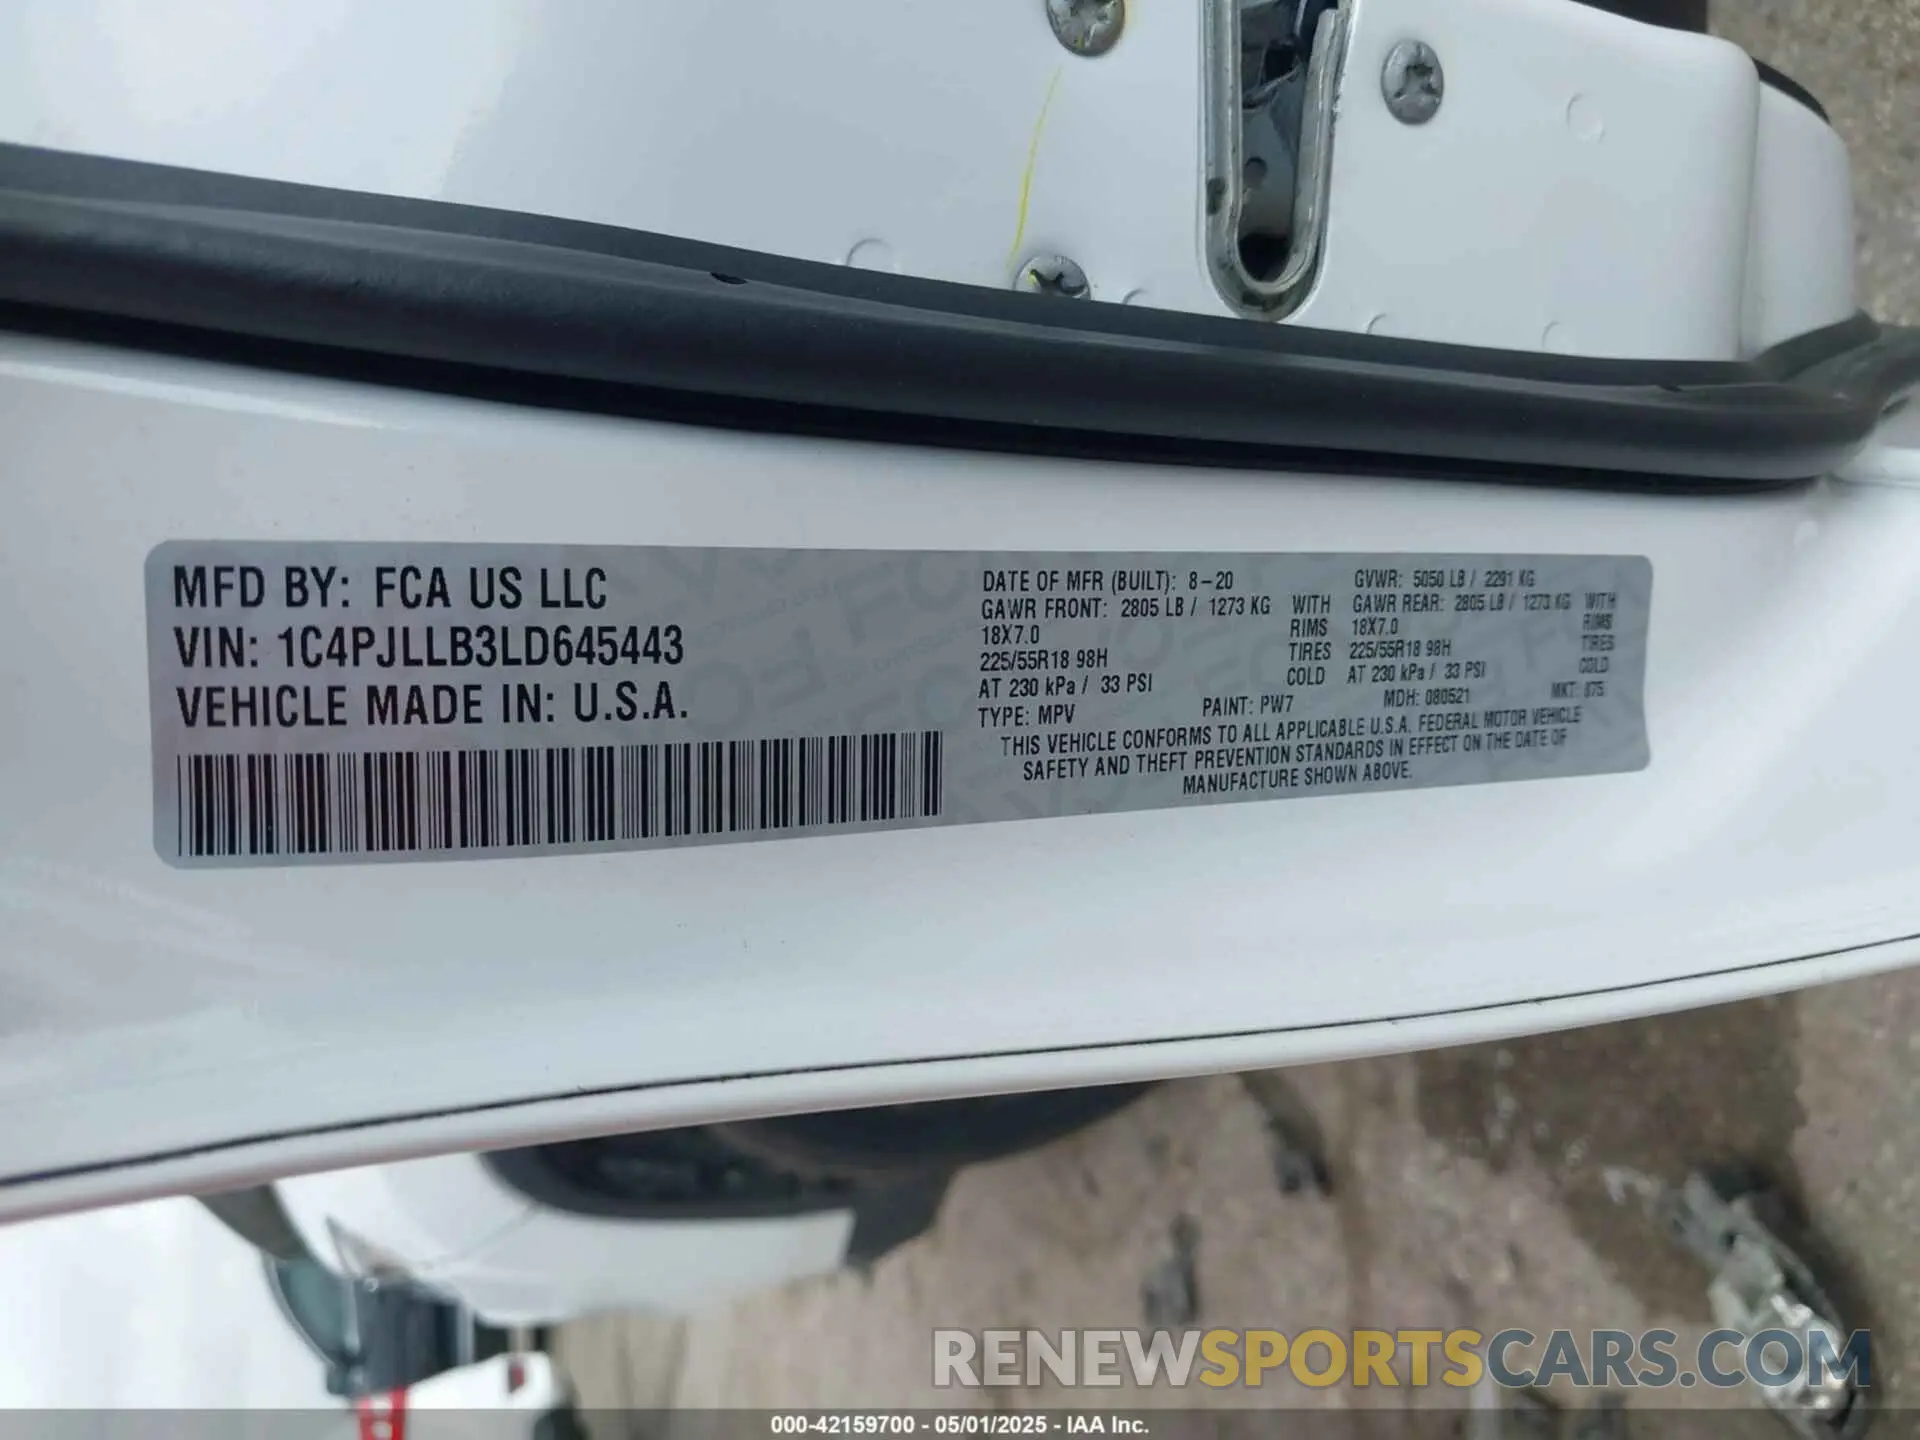 MFD BY: FCA US LLC
VIN: 1C4PJLLB3LD645443
VEHICLE MADE IN: U.S.A.
DATE OF MFR (BUILT): 8-20 GVWR: 5050 LB / 2291 KG
GAWR FRONT: 2805 LB / 1273 KG WITH GAWR REAR: 2805 LB / 1273 KG WITH
18X7.0 RIMS 18X7.0 RIMS
225/55R18 98H TIRES 225/55R18 98H TIRES
AT 230 kPa / 33 PSI COLD AT 230 kPa / 33 PSI COLD
TYPE: MPV PAINT: PW7 MDH: 080521 MKT: 875
THIS VEHICLE CONFORMS TO ALL APPLICABLE U.S.A. FEDERAL MOTOR VEHICLE
SAFETY AND THEFT PREVENTION STANDARDS IN EFFECT ON THE DATE OF
MANUFACTURE SHOWN ABOVE.
RENEWSPORTSCARS.COM
000-42159700 - 05/01/2025 - IAA Inc.